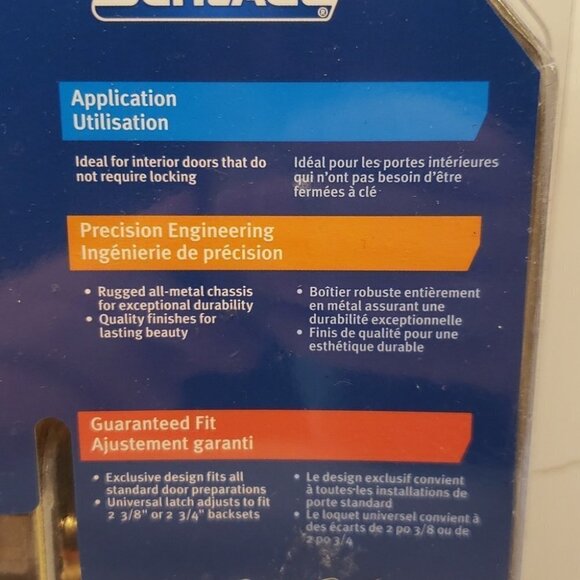 Application
Utilisation
Ideal for interior doors that do
not require locking
Idéal pour les portes intérieures
qui n'ont pas besoin d'être
fermées à clé
Precision Engineering
Ingénierie de précision
• Rugged all-metal chassis
for exceptional durability
• Quality finishes for
lasting beauty
• Boîtier robuste entièrement
en métal assurant une
durabilité exceptionnelle
• Finis de qualité pour une
esthétique durable
Guaranteed Fit
Ajustement garanti
• Exclusive design fits all
standard door preparations
• Universal latch adjusts to fit
2 3/8" or 2 3/4" backsets
• Le design exclusif convient
à toutes les installations de
porte standard
• Le loquet universel convient à
des écarts de 2 po 3/8 ou de
2 po 3/4